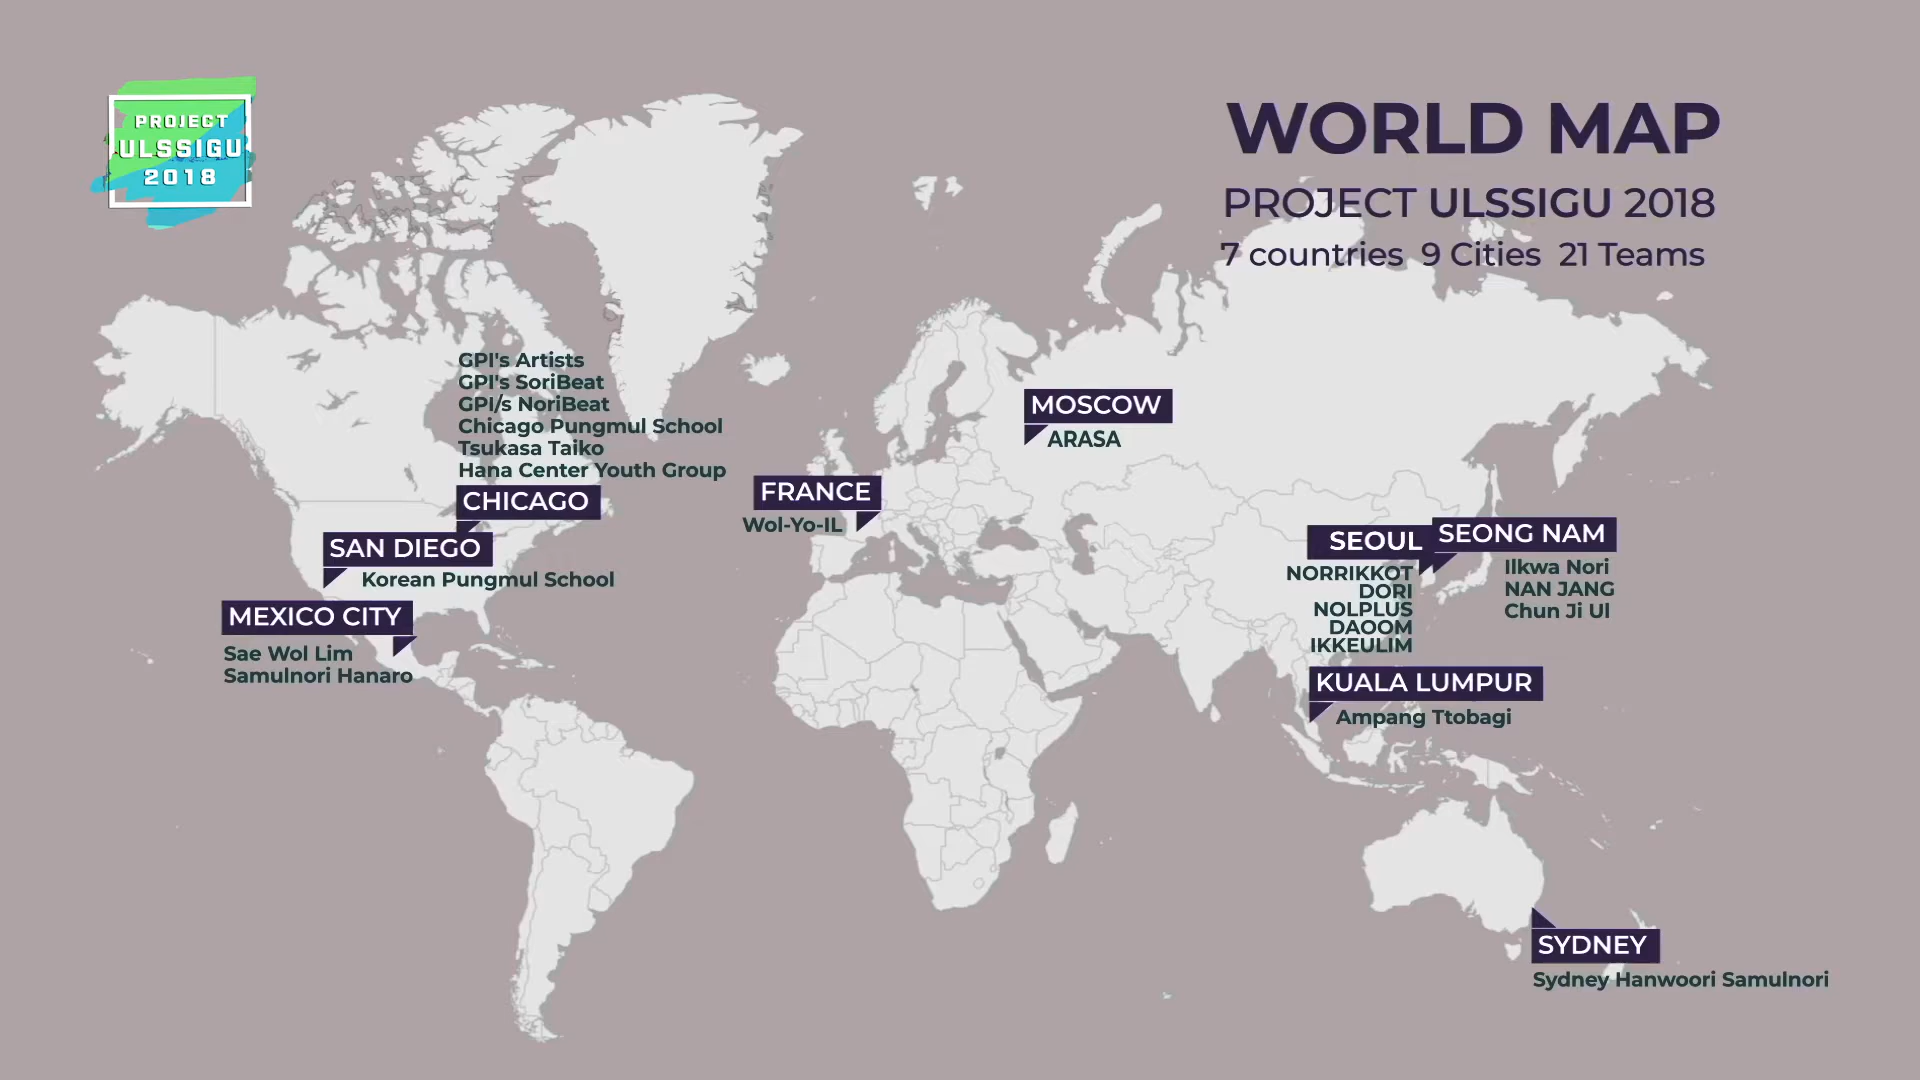 PROJECT
ULSSIGU
2018
WORLD MAP
PROJECT ULSSIGU 2018
7 countries 9 Cities 21 Teams
GPI's Artists
GPI's SoriBeat
GPI/s NoriBeat
Chicago Pungmul School
Tsukasa Taiko
Hana Center Youth Group
CHICAGO
SAN DIEGO
Korean Pungmul School
MEXICO CITY
Sae Wol Lim
Samulnori Hanaro
FRANCE
Wol-Yo-IL
MOSCOW
ARASA
SEOUL
NORRIKKOT
DORI
NOLPLUS
DAOOM
IKKEULIM
SEONG NAM
Ilkwa Nori
NAN JANG
Chun Ji Ul
KUALA LUMPUR
Ampang Ttobagi
SYDNEY
Sydney Hanwoori Samulnori